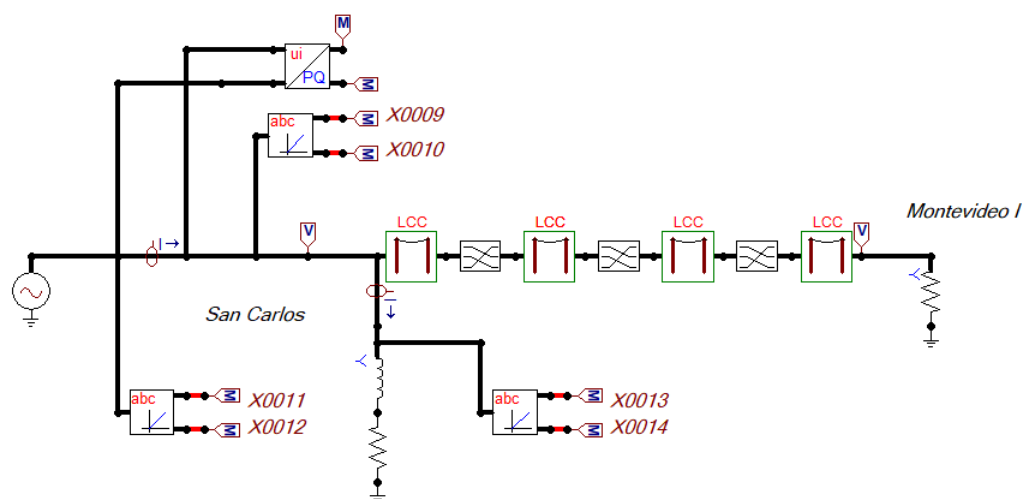 M
ui
PQ
M
abc
M
X0009
M
X0010
LCC
LCC
LCC
LCC
Montevideo I
V
V
I
San Carlos
I
abc
M
X0011
M
X0012
abc
M
X0013
M
X0014